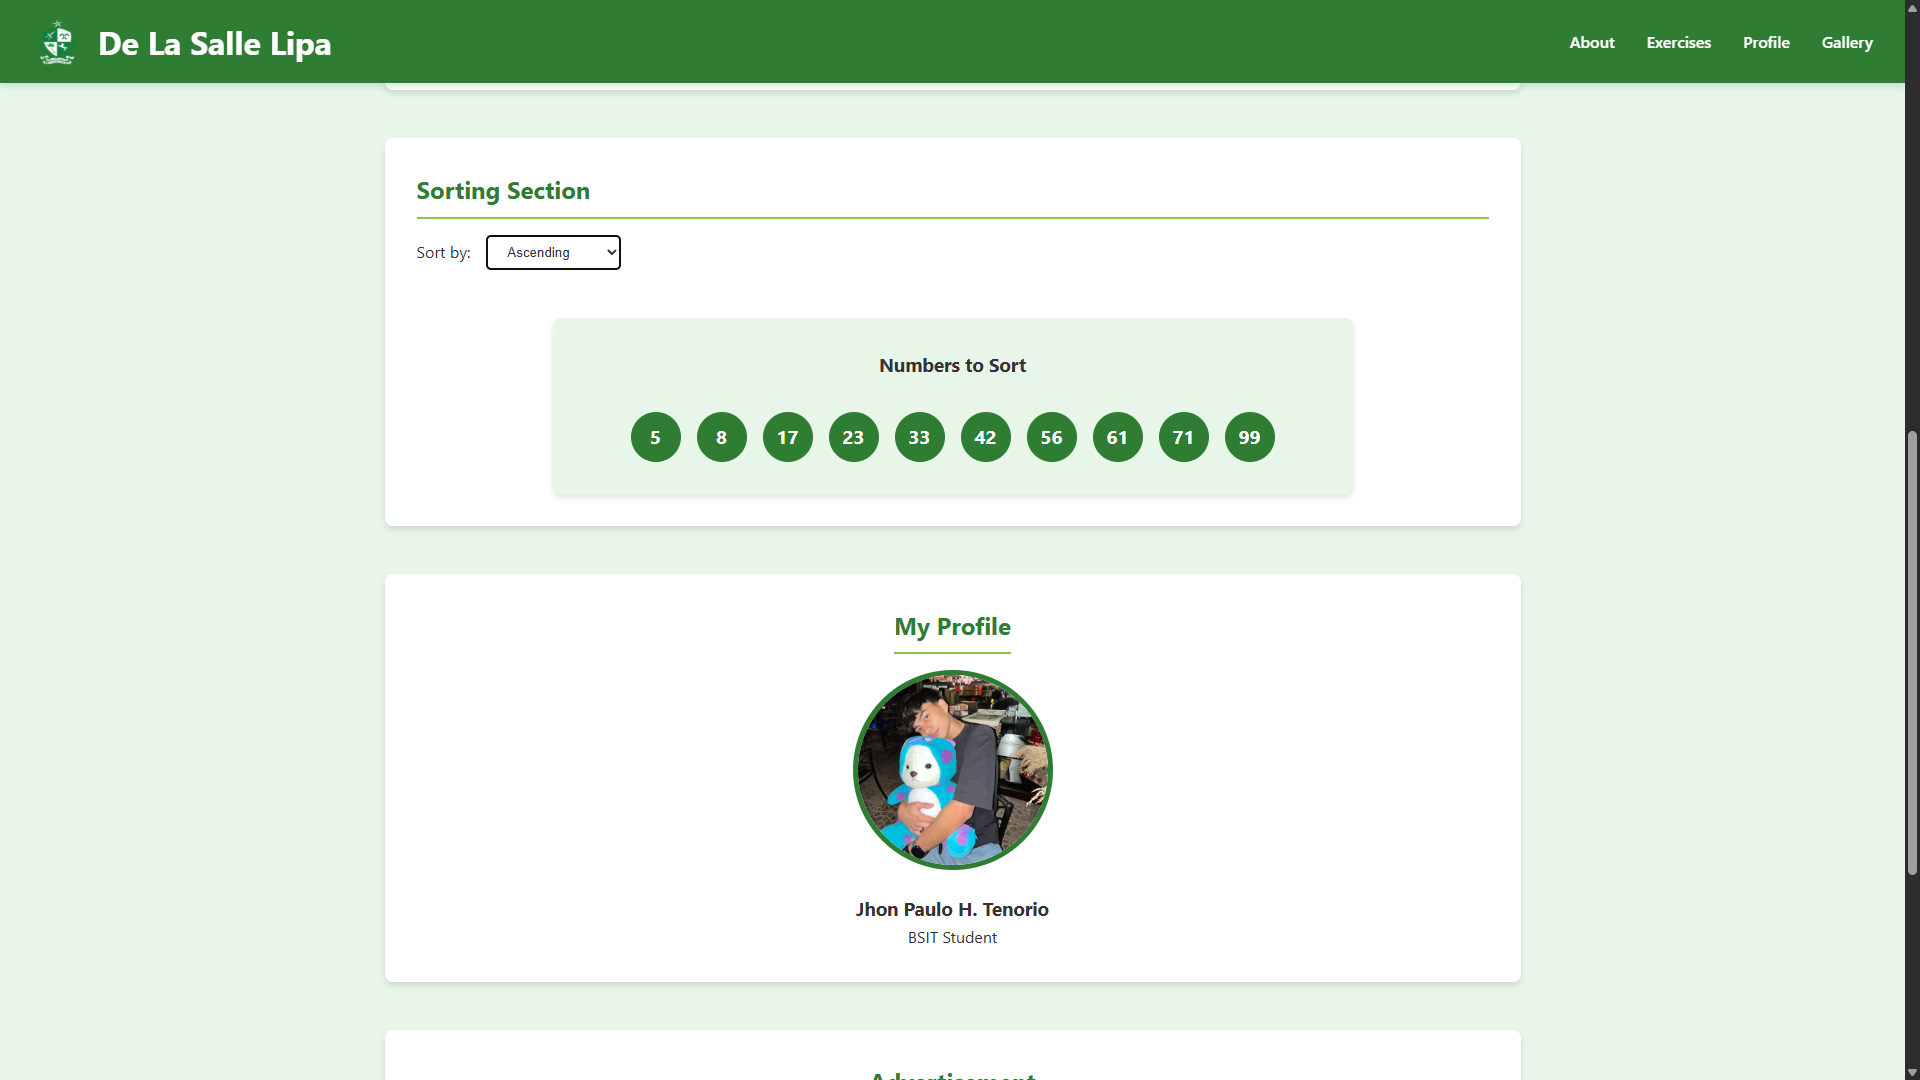 De La Salle Lipa
About Exercises Profile Gallery
Sorting Section
Sort by: Ascending
Numbers to Sort
5 8 17 23 33 42 56 61 71 99
My Profile
Jhon Paulo H. Tenorio
BSIT Student
Advertisement